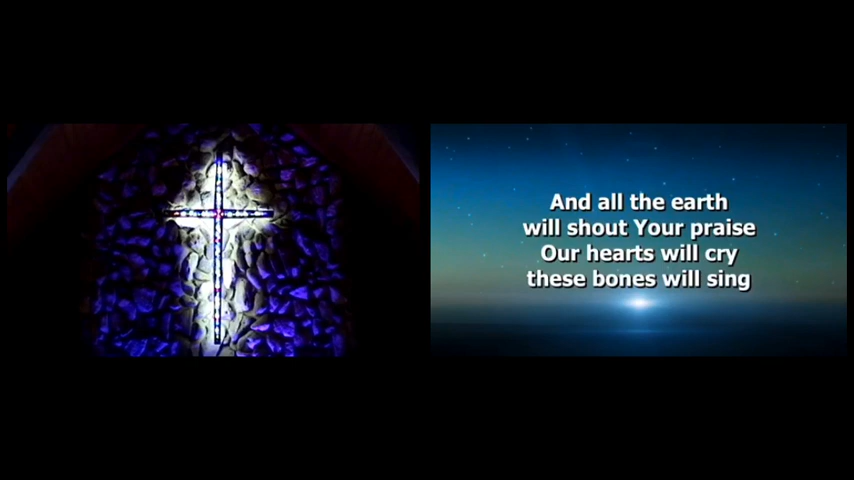 And all the earth
will shout Your praise
Our hearts will cry
these bones will sing